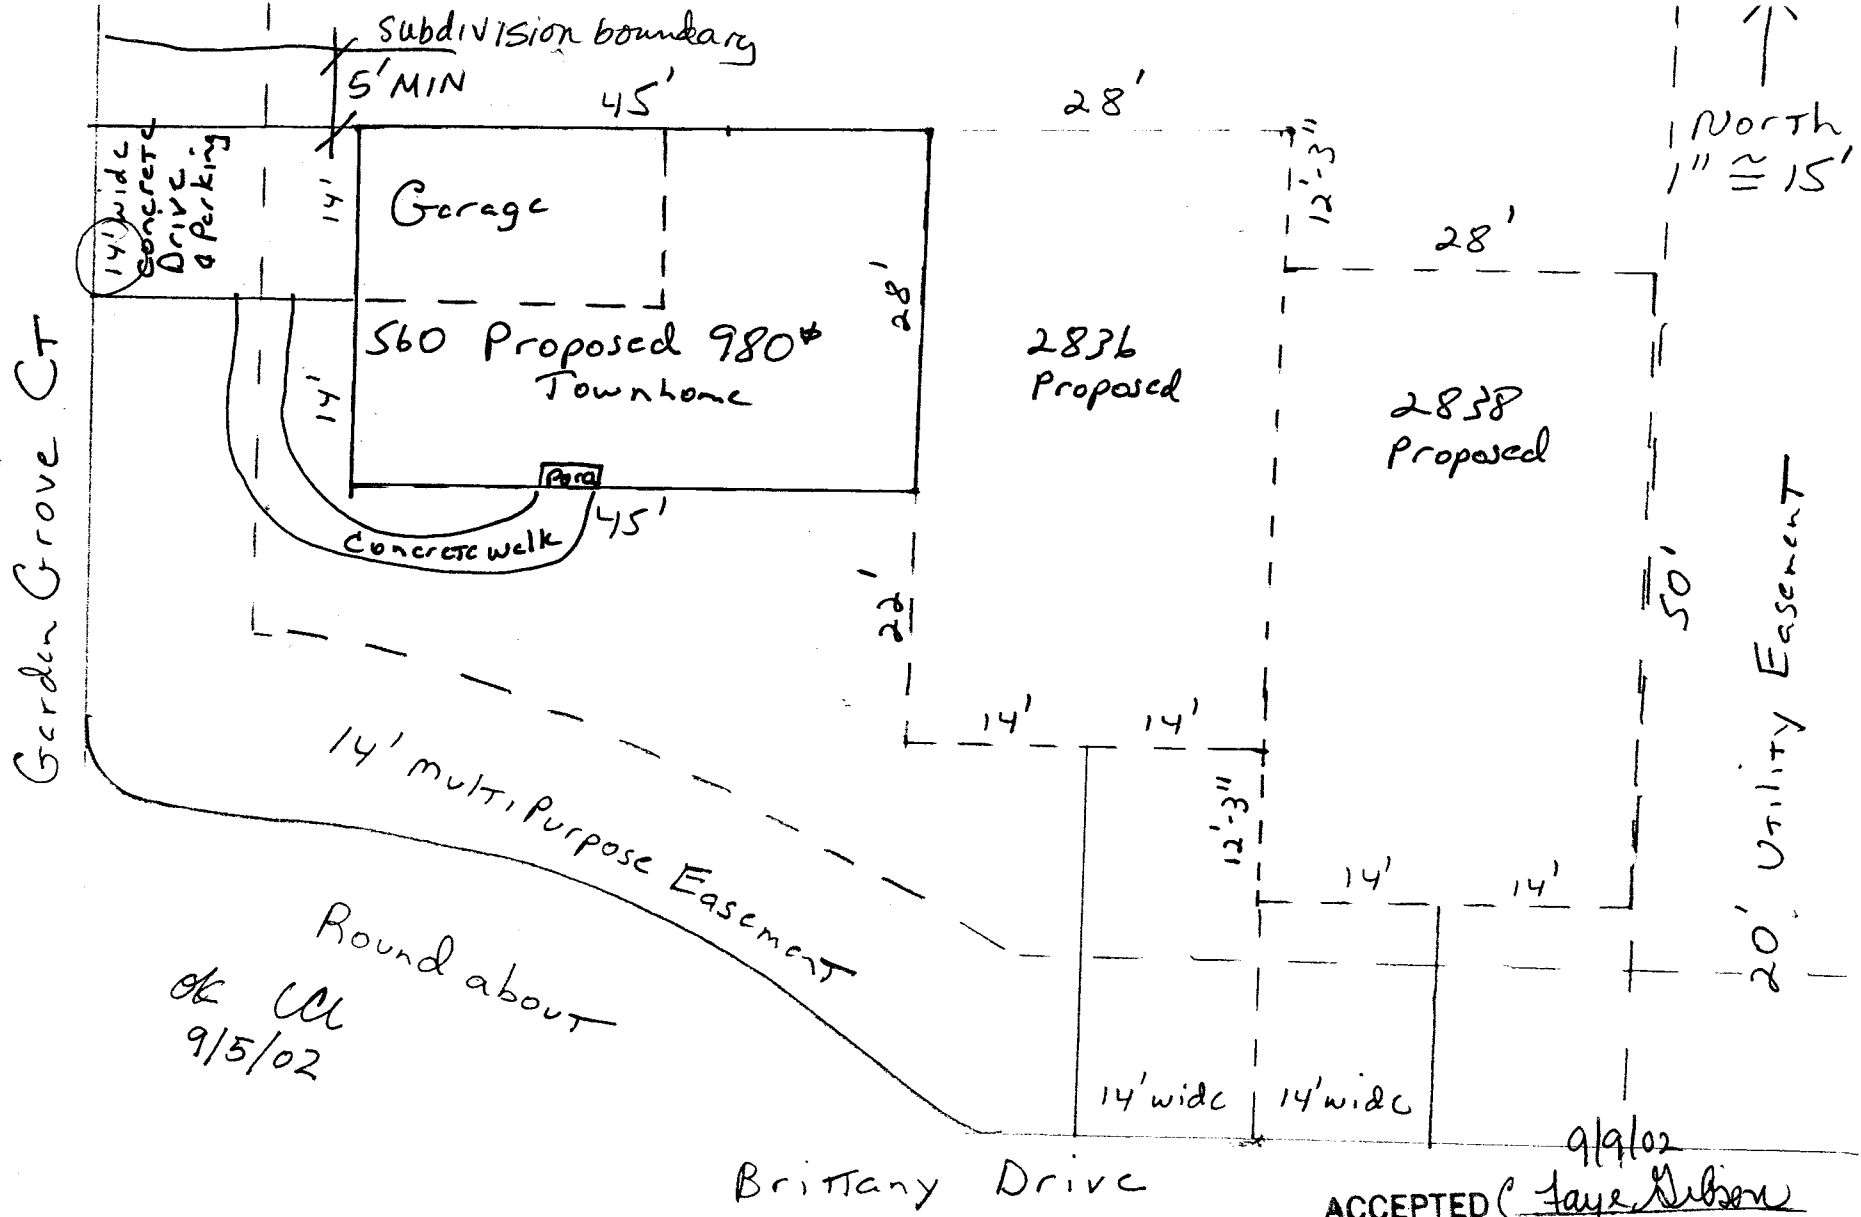 subdivision boundary
5' MIN
45'
28'
North
1" ≅ 15'
14' wide
Concrete
Drive
& Parking
14'
Garage
28'
12'-3"
28'
560 Proposed 980
Townhome
14'
2836
Proposed
2838
Proposed
Garden Grove CT
45'
Concrete walk
22'
50'
20' Utility Easement
14'
14'
12'-3"
14'
14'
14' Multi Purpose Easement
Round about
ok
9/5/02
14' wide
14' wide
9/9/02
Brittany Drive
ACCEPTED Faye Gibson